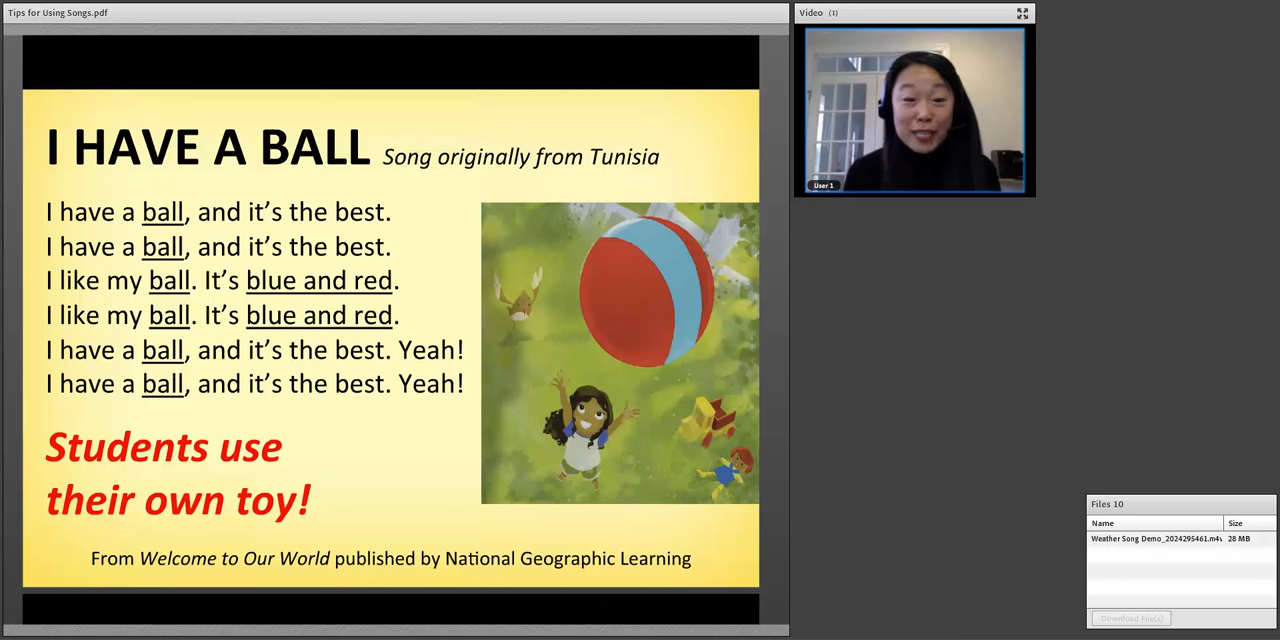 Tips for Using Songs.pdf
I HAVE A BALL Song originally from Tunisia
I have a ball, and it's the best.
I have a ball, and it's the best.
I like my ball. It's blue and red.
I like my ball. It's blue and red.
I have a ball, and it's the best. Yeah!
I have a ball, and it's the best. Yeah!
Students use
their own toy!
From Welcome to Our World published by National Geographic Learning
Video (1)
User 1
Files 10
Name Size
Weather Song Demo_2024295461.m4v 28 MB
Download File(s)